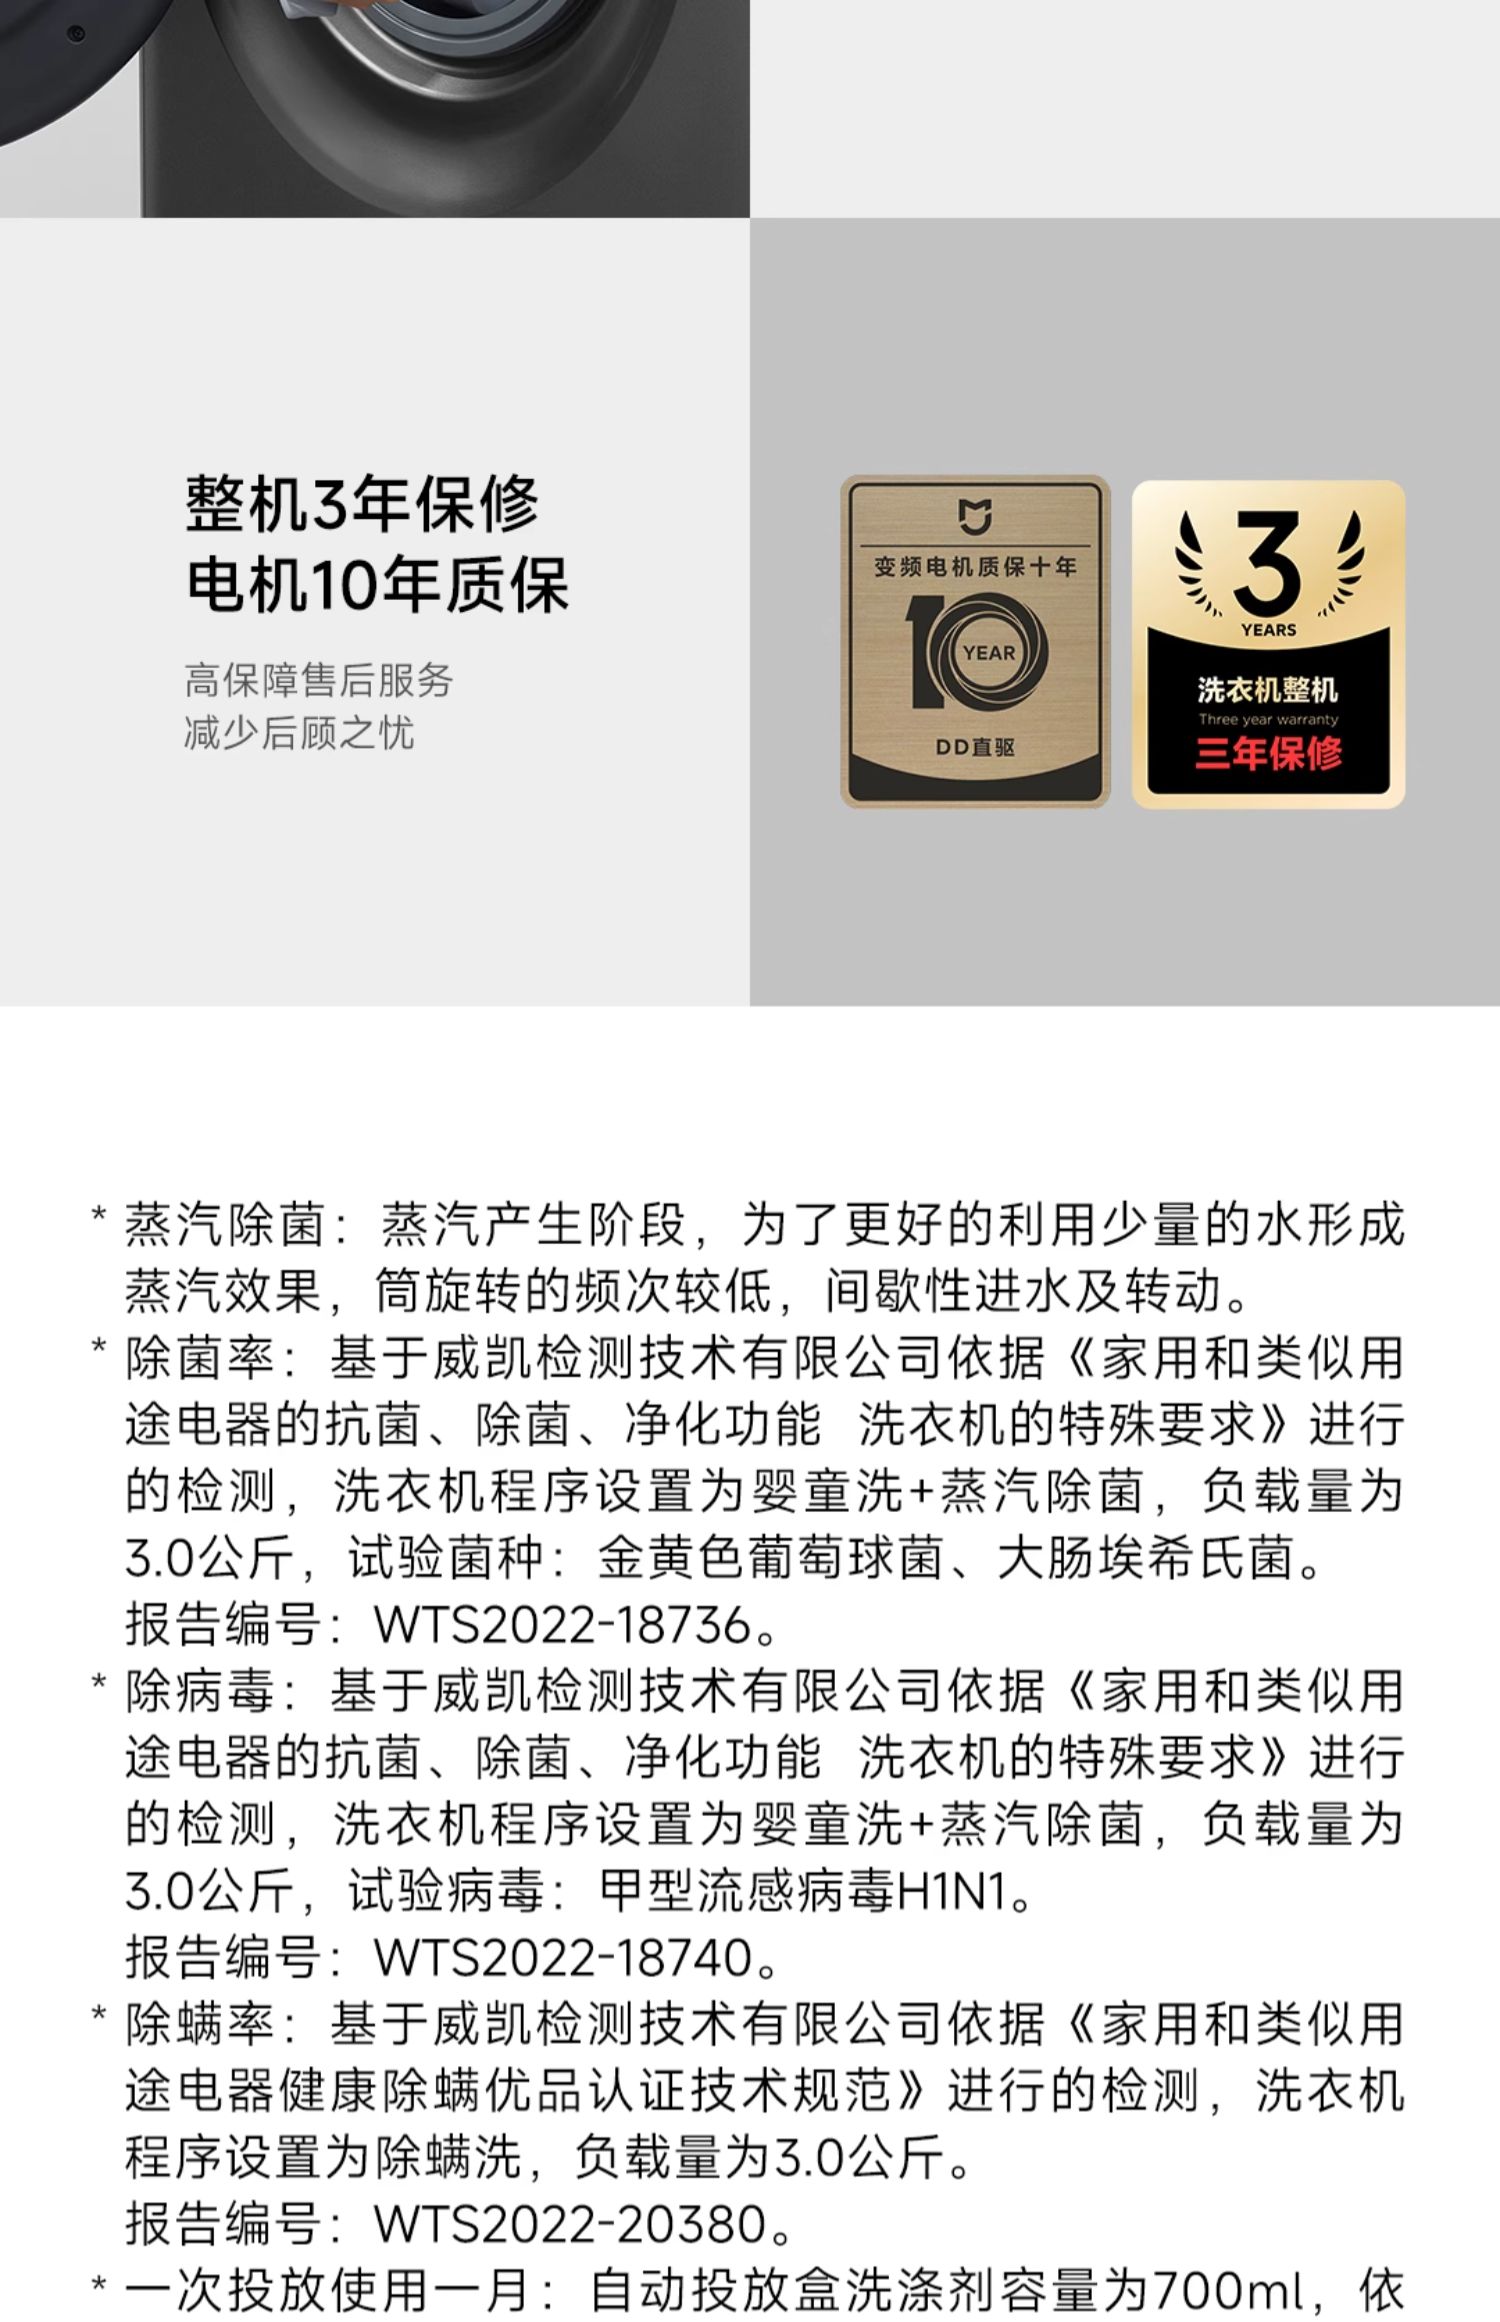 整机3年保修
电机10年质保
高保障售后服务
减少后顾之忧
变频电机质保十年
10
YEAR
DD直驱
3
YEARS
洗衣机整机
Three year warranty
三年保修
* 蒸汽除菌：蒸汽产生阶段，为了更好的利用少量的水形成
蒸汽效果，筒旋转的频次较低，间歇性进水及转动。
* 除菌率：基于威凯检测技术有限公司依据《家用和类似用
途电器的抗菌、除菌、净化功能 洗衣机的特殊要求》进行
的检测，洗衣机程序设置为婴童洗+蒸汽除菌，负载量为
3.0公斤，试验菌种：金黄色葡萄球菌、大肠埃希氏菌。
报告编号：WTS2022-18736。
* 除病毒：基于威凯检测技术有限公司依据《家用和类似用
途电器的抗菌、除菌、净化功能 洗衣机的特殊要求》进行
的检测，洗衣机程序设置为婴童洗+蒸汽除菌，负载量为
3.0公斤，试验病毒：甲型流感病毒H1N1。
报告编号：WTS2022-18740。
* 除螨率：基于威凯检测技术有限公司依据《家用和类似用
途电器健康除螨优品认证技术规范》进行的检测，洗衣机
程序设置为除螨洗，负载量为3.0公斤。
报告编号：WTS2022-20380。
* 一次投放使用一月：自动投放盒洗涤剂容量为700ml，依